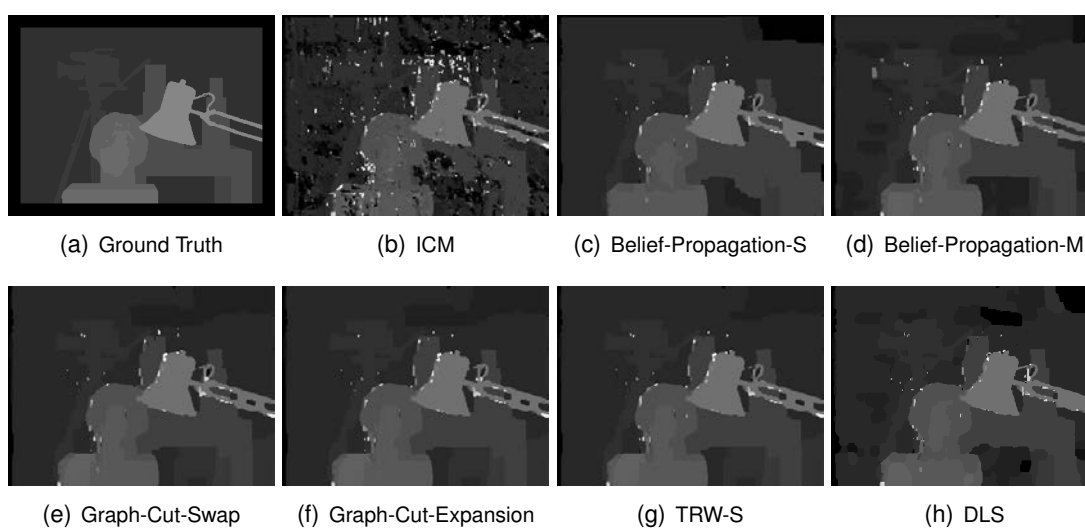 (a) Ground Truth
(b) ICM
(c) Belief-Propagation-S
(d) Belief-Propagation-M
(e) Graph-Cut-Swap
(f) Graph-Cut-Expansion
(g) TRW-S
(h) DLS